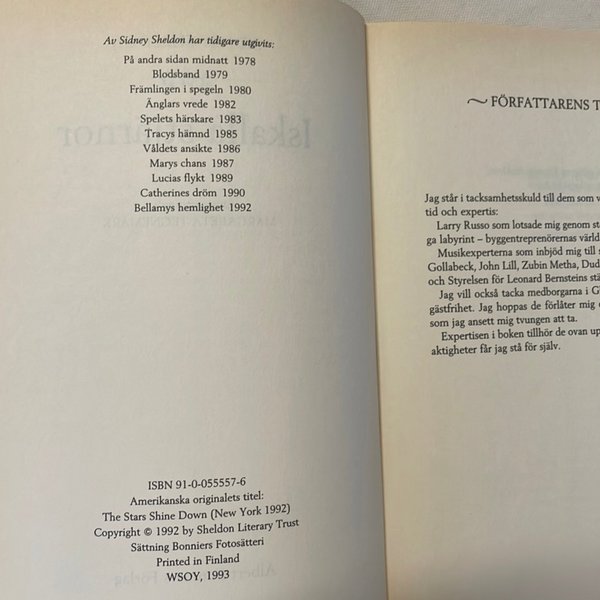 Av Sidney Sheldon har tidigare utgivits:
På andra sidan midnatt 1978
Blodsband 1979
Främlingen i spegeln 1980
Änglars vrede 1982
Spelets härskare 1983
Tracys hämnd 1985
Våldets ansikte 1986
Marys chans 1987
Lucias flykt 1989
Catherines dröm 1990
Bellamys hemlighet 1992
ISBN 91-0-055557-6
Amerikanska originalets titel:
The Stars Shine Down (New York 1992)
Copyright © 1992 by Sheldon Literary Trust
Sättning Bonniers Fotosätteri
Printed in Finland
WSOY, 1993
~ FÖRFATTARENS T
Jag står i tacksamhetsskuld till dem som v
tid och expertis:
Larry Russo som lotsade mig genom st
ga labyrint – byggentreprenörernas värld
Musikexperterna som inbjöd mig till s
Gollabeck, John Lill, Zubin Metha, Dud
och Styrelsen för Leonard Bernsteins stä
Jag vill också tacka medborgarna i G
gästfrihet. Jag hoppas de förlåter mig
som jag ansett mig tvungen att ta.
Expertisen i boken tillhör de ovan up
aktigheter får jag stå för själv.